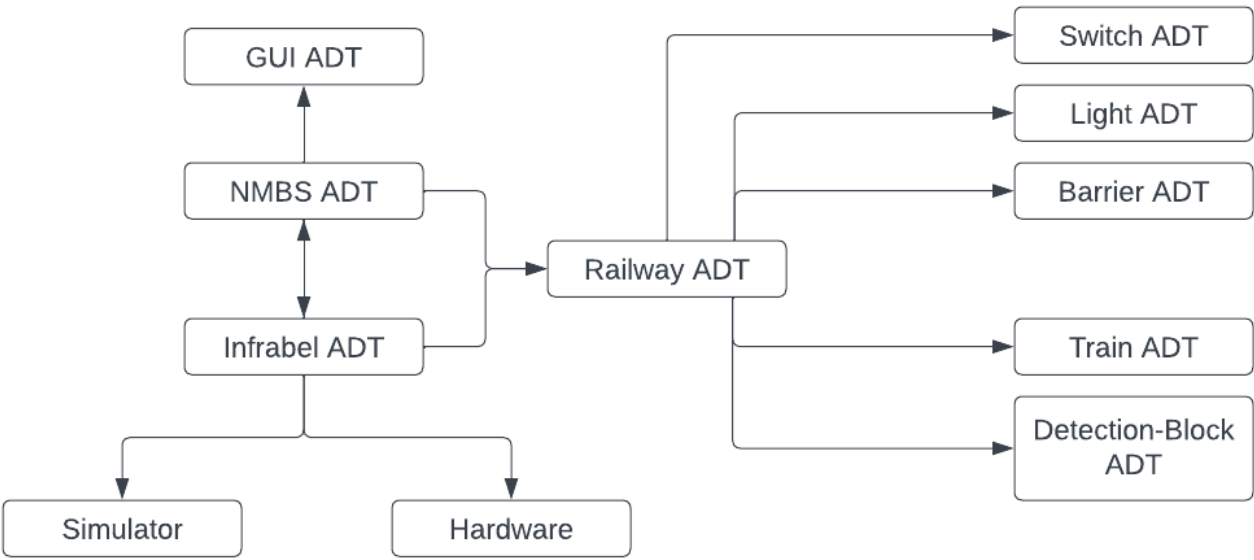 GUI ADT
NMBS ADT
Infrabel ADT
Simulator
Hardware
Railway ADT
Switch ADT
Light ADT
Barrier ADT
Train ADT
Detection-Block
ADT